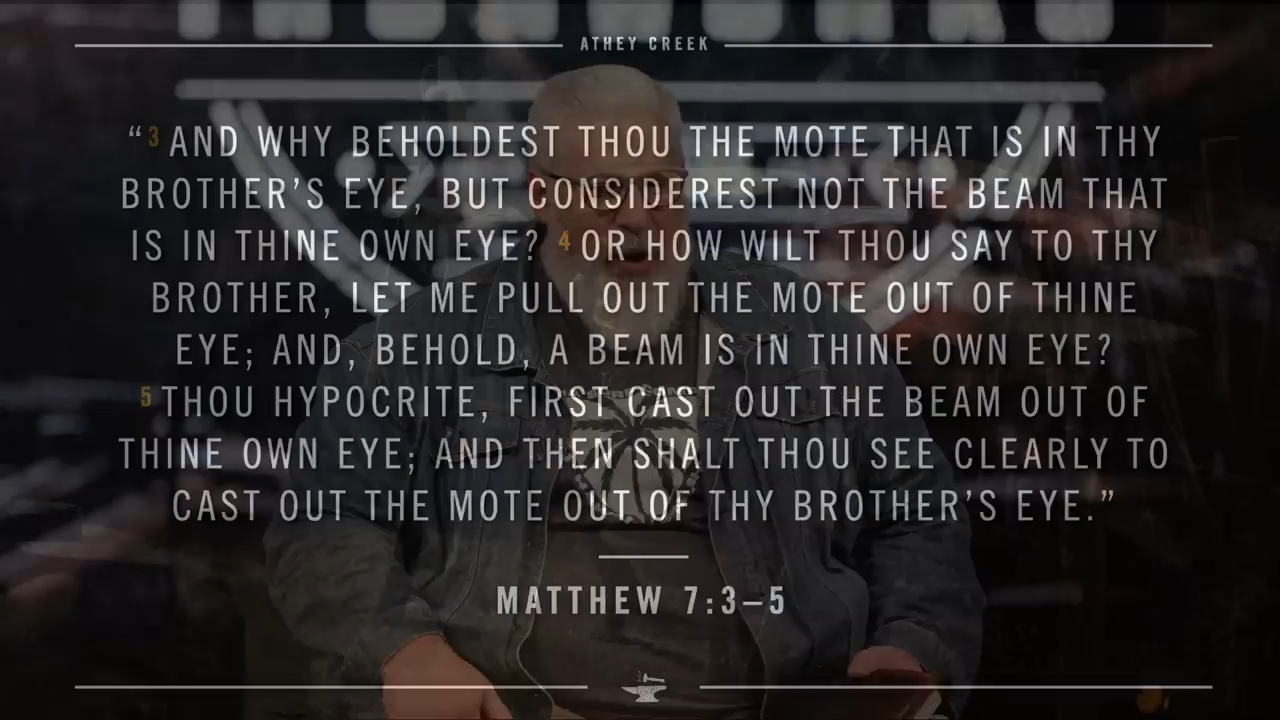 ATHEY CREEK
“3 AND WHY BEHOLDEST THOU THE MOTE THAT IS IN THY
BROTHER’S EYE, BUT CONSIDEREST NOT THE BEAM THAT
IS IN THINE OWN EYE? 4 OR HOW WILT THOU SAY TO THY
BROTHER, LET ME PULL OUT THE MOTE OUT OF THINE
EYE; AND, BEHOLD, A BEAM IS IN THINE OWN EYE?
5 THOU HYPOCRITE, FIRST CAST OUT THE BEAM OUT OF
THINE OWN EYE; AND THEN SHALT THOU SEE CLEARLY TO
CAST OUT THE MOTE OUT OF THY BROTHER’S EYE.”
MATTHEW 7:3–5